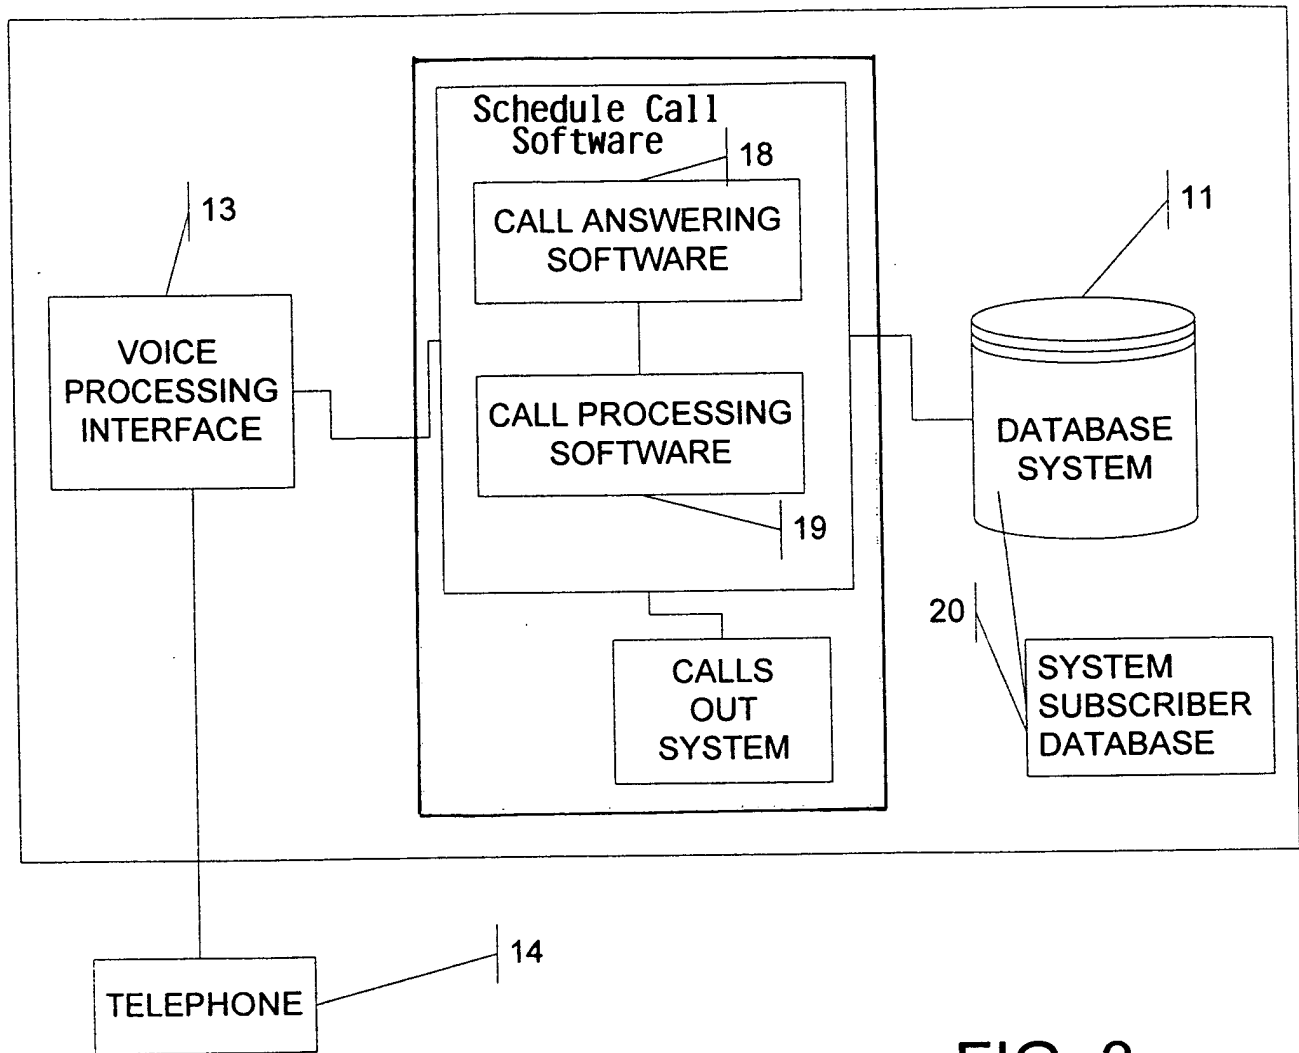 Schedule Call
Software
18
CALL ANSWERING
SOFTWARE
13
11
VOICE
PROCESSING
INTERFACE
CALL PROCESSING
SOFTWARE
19
DATABASE
SYSTEM
20
CALLS
OUT
SYSTEM
SYSTEM
SUBSCRIBER
DATABASE
14
TELEPHONE
FIG.